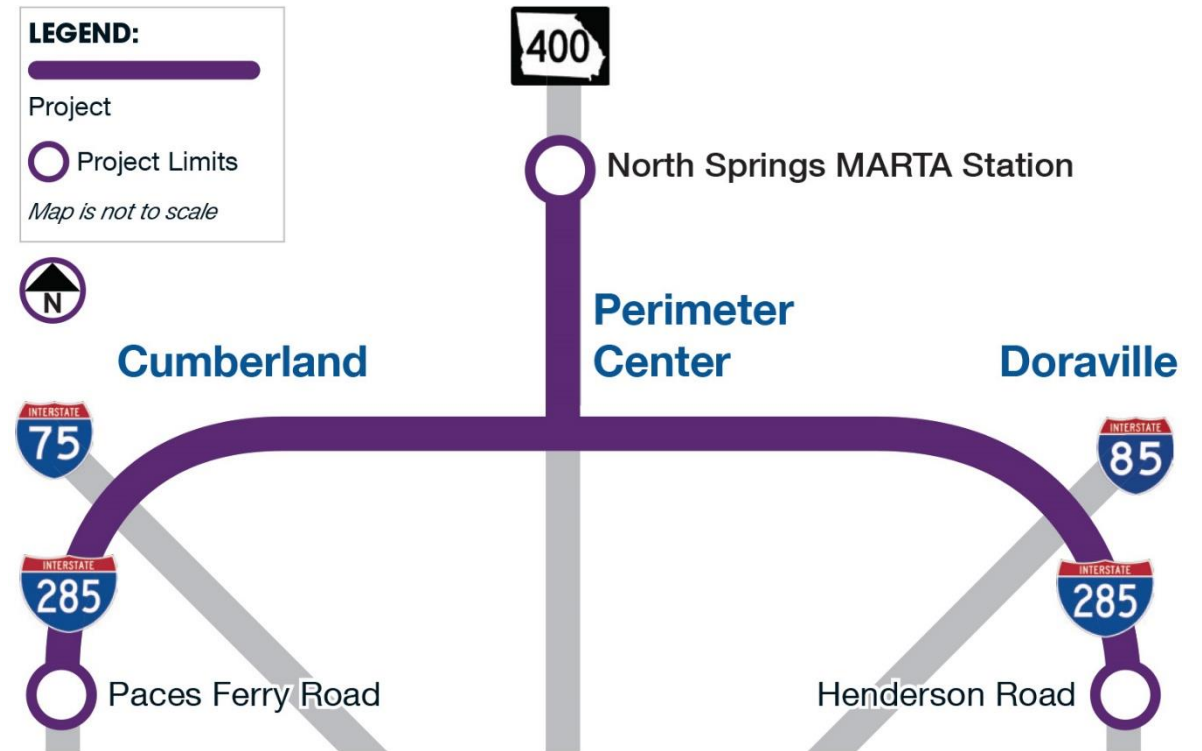 LEGEND:
Project
Project Limits
Map is not to scale
N
400
North Springs MARTA Station
Perimeter
Center
Cumberland
Doraville
INTERSTATE
75
INTERSTATE
85
INTERSTATE
285
INTERSTATE
285
Paces Ferry Road
Henderson Road